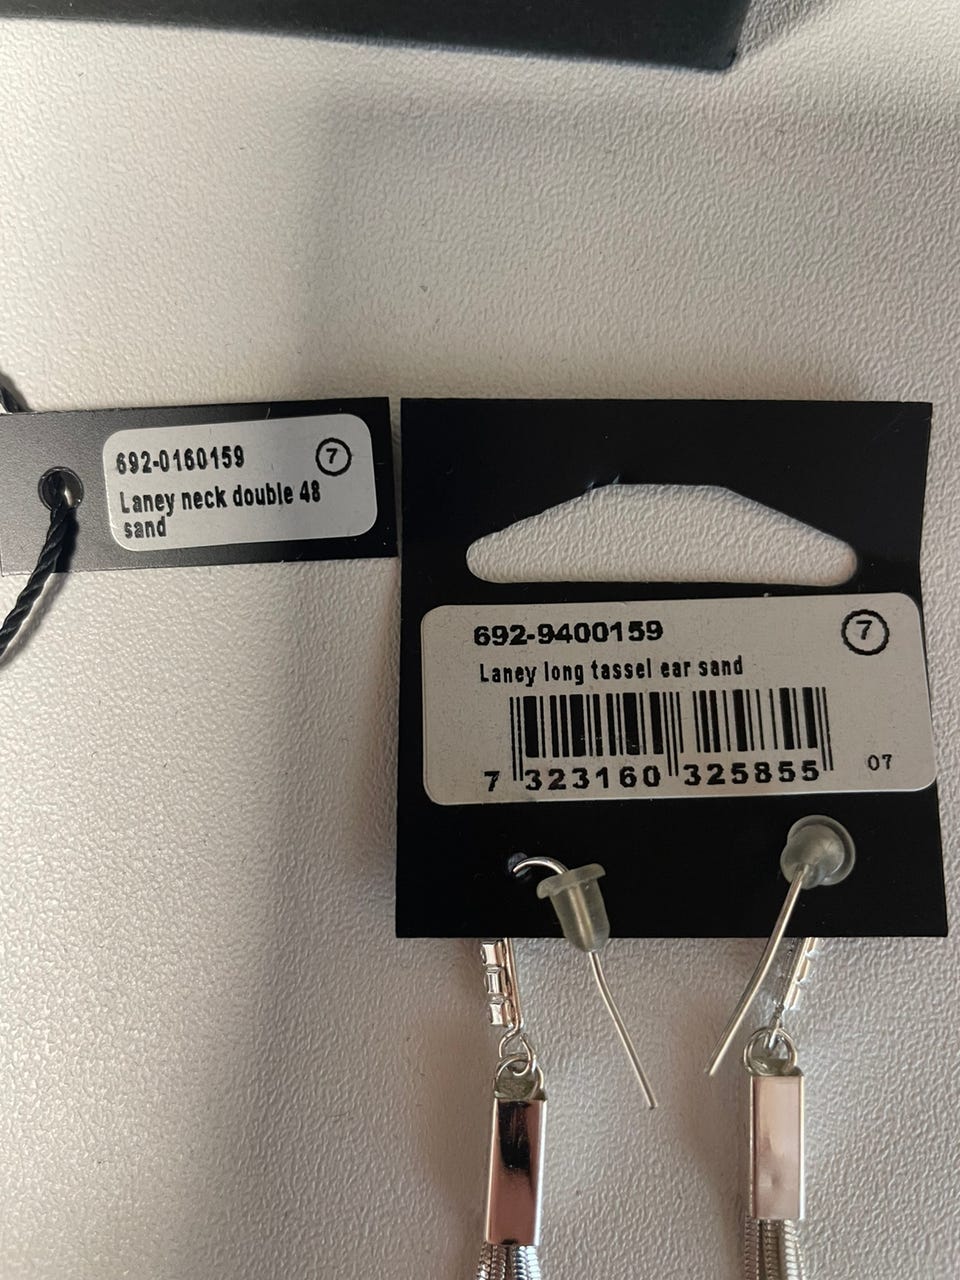 692-0160159 7
Laney neck double 48
sand
692-9400159 7
Laney long tassel ear sand
7 323160 325855 07